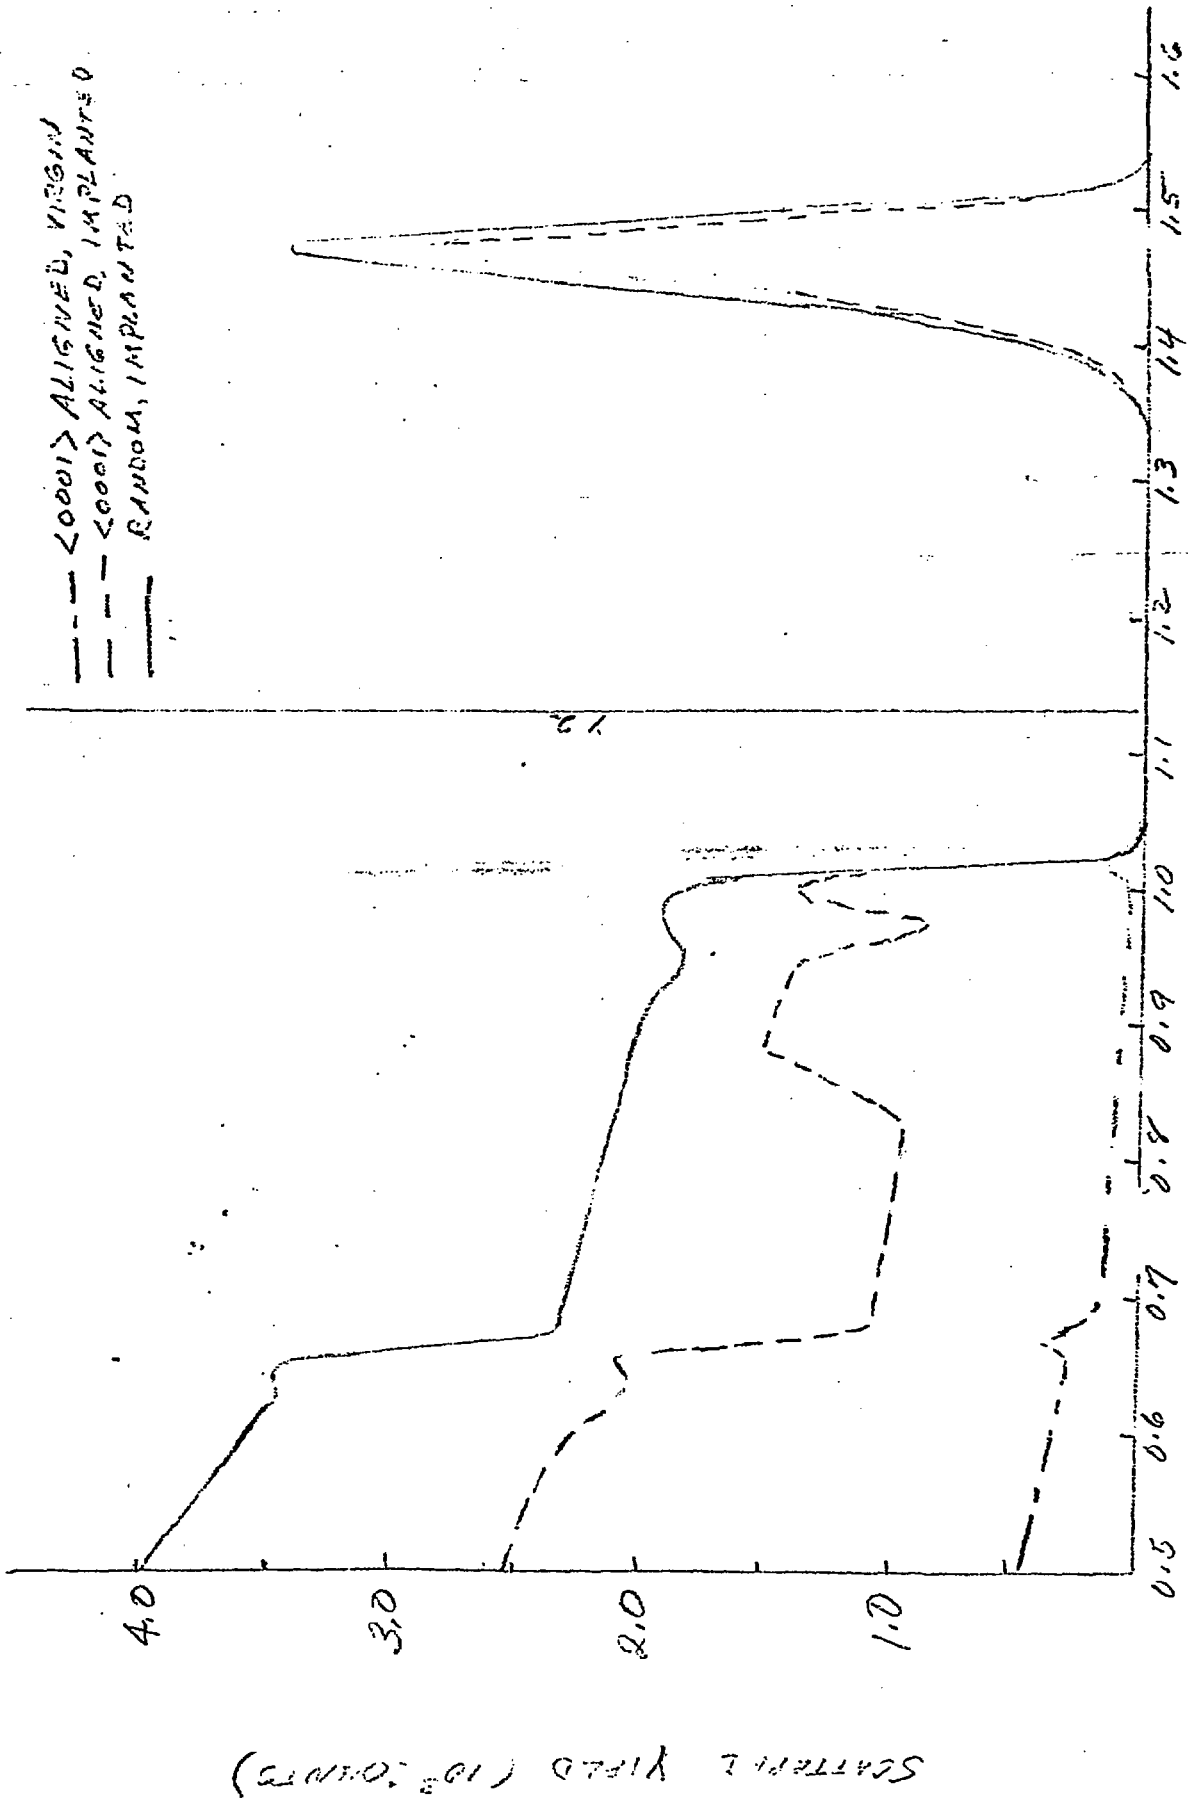 — - — <0001> ALIGNED, VIRGIN
— — — <0001> ALIGNED, IMPLANTED
——— RANDOM, IMPLANTED
4.0
3.0
2.0
1.0
YIELD (10³ COUNTS)
0.5 0.6 0.7 0.8 0.9 1.0 1.1 1.2 1.3 1.4 1.5 1.6